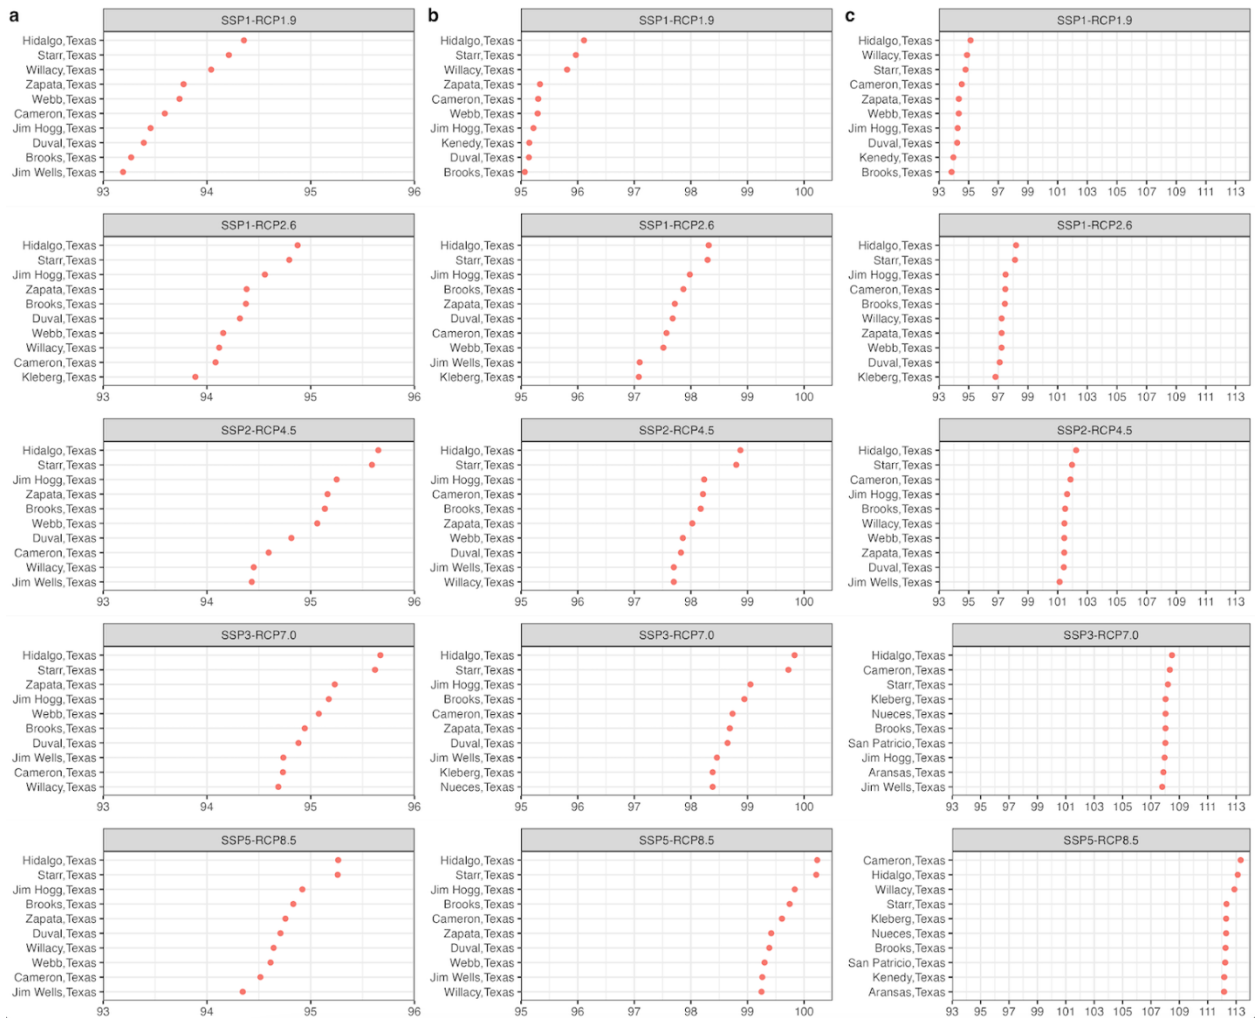 a
SSP1-RCP1.9
Hidalgo,Texas
Starr,Texas
Willacy,Texas
Zapata,Texas
Webb,Texas
Cameron,Texas
Jim Hogg,Texas
Duval,Texas
Brooks,Texas
Jim Wells,Texas
93 94 95 96
SSP1-RCP2.6
Hidalgo,Texas
Starr,Texas
Jim Hogg,Texas
Zapata,Texas
Brooks,Texas
Duval,Texas
Webb,Texas
Willacy,Texas
Cameron,Texas
Kleberg,Texas
93 94 95 96
SSP2-RCP4.5
Hidalgo,Texas
Starr,Texas
Jim Hogg,Texas
Zapata,Texas
Brooks,Texas
Webb,Texas
Duval,Texas
Cameron,Texas
Willacy,Texas
Jim Wells,Texas
93 94 95 96
SSP3-RCP7.0
Hidalgo,Texas
Starr,Texas
Zapata,Texas
Jim Hogg,Texas
Webb,Texas
Brooks,Texas
Duval,Texas
Jim Wells,Texas
Cameron,Texas
Willacy,Texas
93 94 95 96
SSP5-RCP8.5
Hidalgo,Texas
Starr,Texas
Jim Hogg,Texas
Brooks,Texas
Zapata,Texas
Duval,Texas
Willacy,Texas
Webb,Texas
Cameron,Texas
Jim Wells,Texas
93 94 95 96
b
SSP1-RCP1.9
Hidalgo,Texas
Starr,Texas
Willacy,Texas
Zapata,Texas
Cameron,Texas
Webb,Texas
Jim Hogg,Texas
Kenedy,Texas
Duval,Texas
Brooks,Texas
95 96 97 98 99 100
SSP1-RCP2.6
Hidalgo,Texas
Starr,Texas
Jim Hogg,Texas
Brooks,Texas
Zapata,Texas
Duval,Texas
Cameron,Texas
Webb,Texas
Jim Wells,Texas
Kleberg,Texas
95 96 97 98 99 100
SSP2-RCP4.5
Hidalgo,Texas
Starr,Texas
Jim Hogg,Texas
Cameron,Texas
Brooks,Texas
Zapata,Texas
Webb,Texas
Duval,Texas
Jim Wells,Texas
Willacy,Texas
95 96 97 98 99 100
SSP3-RCP7.0
Hidalgo,Texas
Starr,Texas
Jim Hogg,Texas
Brooks,Texas
Cameron,Texas
Zapata,Texas
Duval,Texas
Jim Wells,Texas
Kleberg,Texas
Nueces,Texas
95 96 97 98 99 100
SSP5-RCP8.5
Hidalgo,Texas
Starr,Texas
Jim Hogg,Texas
Brooks,Texas
Cameron,Texas
Zapata,Texas
Duval,Texas
Webb,Texas
Jim Wells,Texas
Willacy,Texas
95 96 97 98 99 100
c
SSP1-RCP1.9
Hidalgo,Texas
Willacy,Texas
Starr,Texas
Cameron,Texas
Zapata,Texas
Webb,Texas
Jim Hogg,Texas
Duval,Texas
Kenedy,Texas
Brooks,Texas
93 95 97 99 101 103 105 107 109 111 113
SSP1-RCP2.6
Hidalgo,Texas
Starr,Texas
Jim Hogg,Texas
Cameron,Texas
Brooks,Texas
Willacy,Texas
Zapata,Texas
Webb,Texas
Duval,Texas
Kleberg,Texas
93 95 97 99 101 103 105 107 109 111 113
SSP2-RCP4.5
Hidalgo,Texas
Starr,Texas
Cameron,Texas
Jim Hogg,Texas
Brooks,Texas
Willacy,Texas
Webb,Texas
Zapata,Texas
Duval,Texas
Jim Wells,Texas
93 95 97 99 101 103 105 107 109 111 113
SSP3-RCP7.0
Hidalgo,Texas
Cameron,Texas
Starr,Texas
Kleberg,Texas
Nueces,Texas
Brooks,Texas
San Patricio,Texas
Jim Hogg,Texas
Aransas,Texas
Jim Wells,Texas
93 95 97 99 101 103 105 107 109 111 113
SSP5-RCP8.5
Cameron,Texas
Hidalgo,Texas
Willacy,Texas
Starr,Texas
Kleberg,Texas
Nueces,Texas
Brooks,Texas
San Patricio,Texas
Kenedy,Texas
Aransas,Texas
93 95 97 99 101 103 105 107 109 111 113